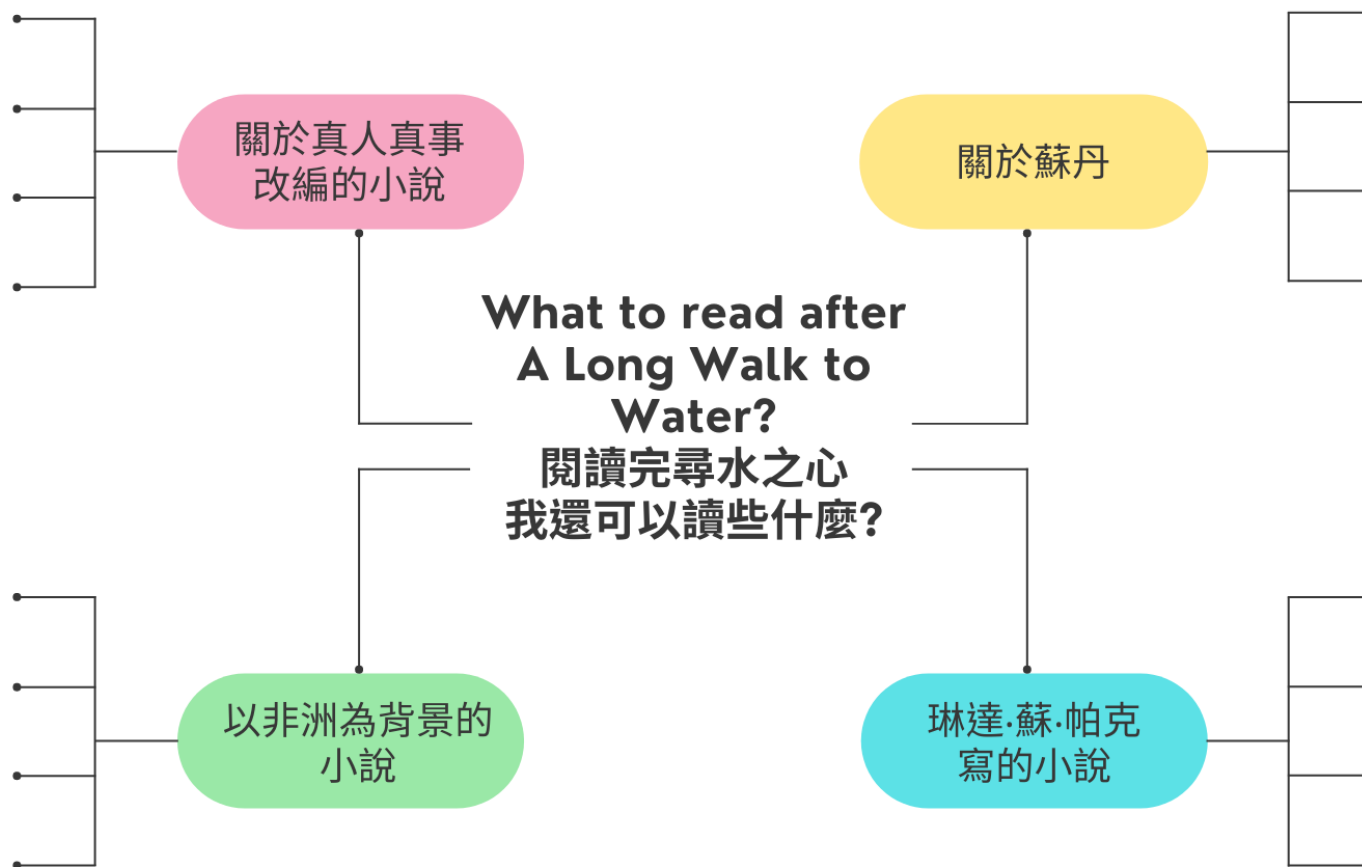 關於真人真事
改編的小說
關於蘇丹
What to read after
A Long Walk to
Water?
閱讀完尋水之心
我還可以讀些什麼?
以非洲為背景的
小說
琳達·蘇·帕克
寫的小說